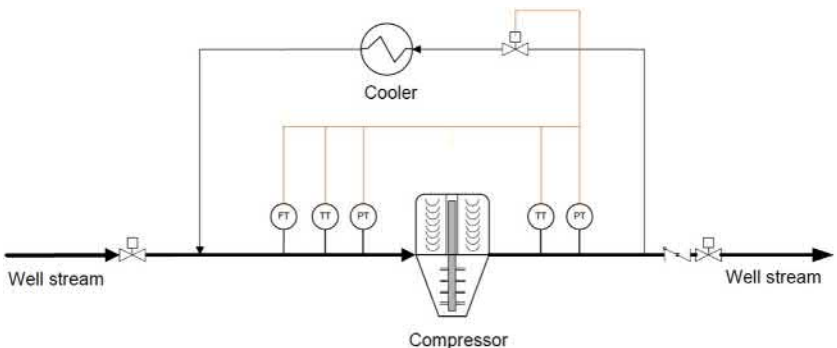 Cooler
FT
TT
PT
TT
PT
Well stream
Well stream
Compressor